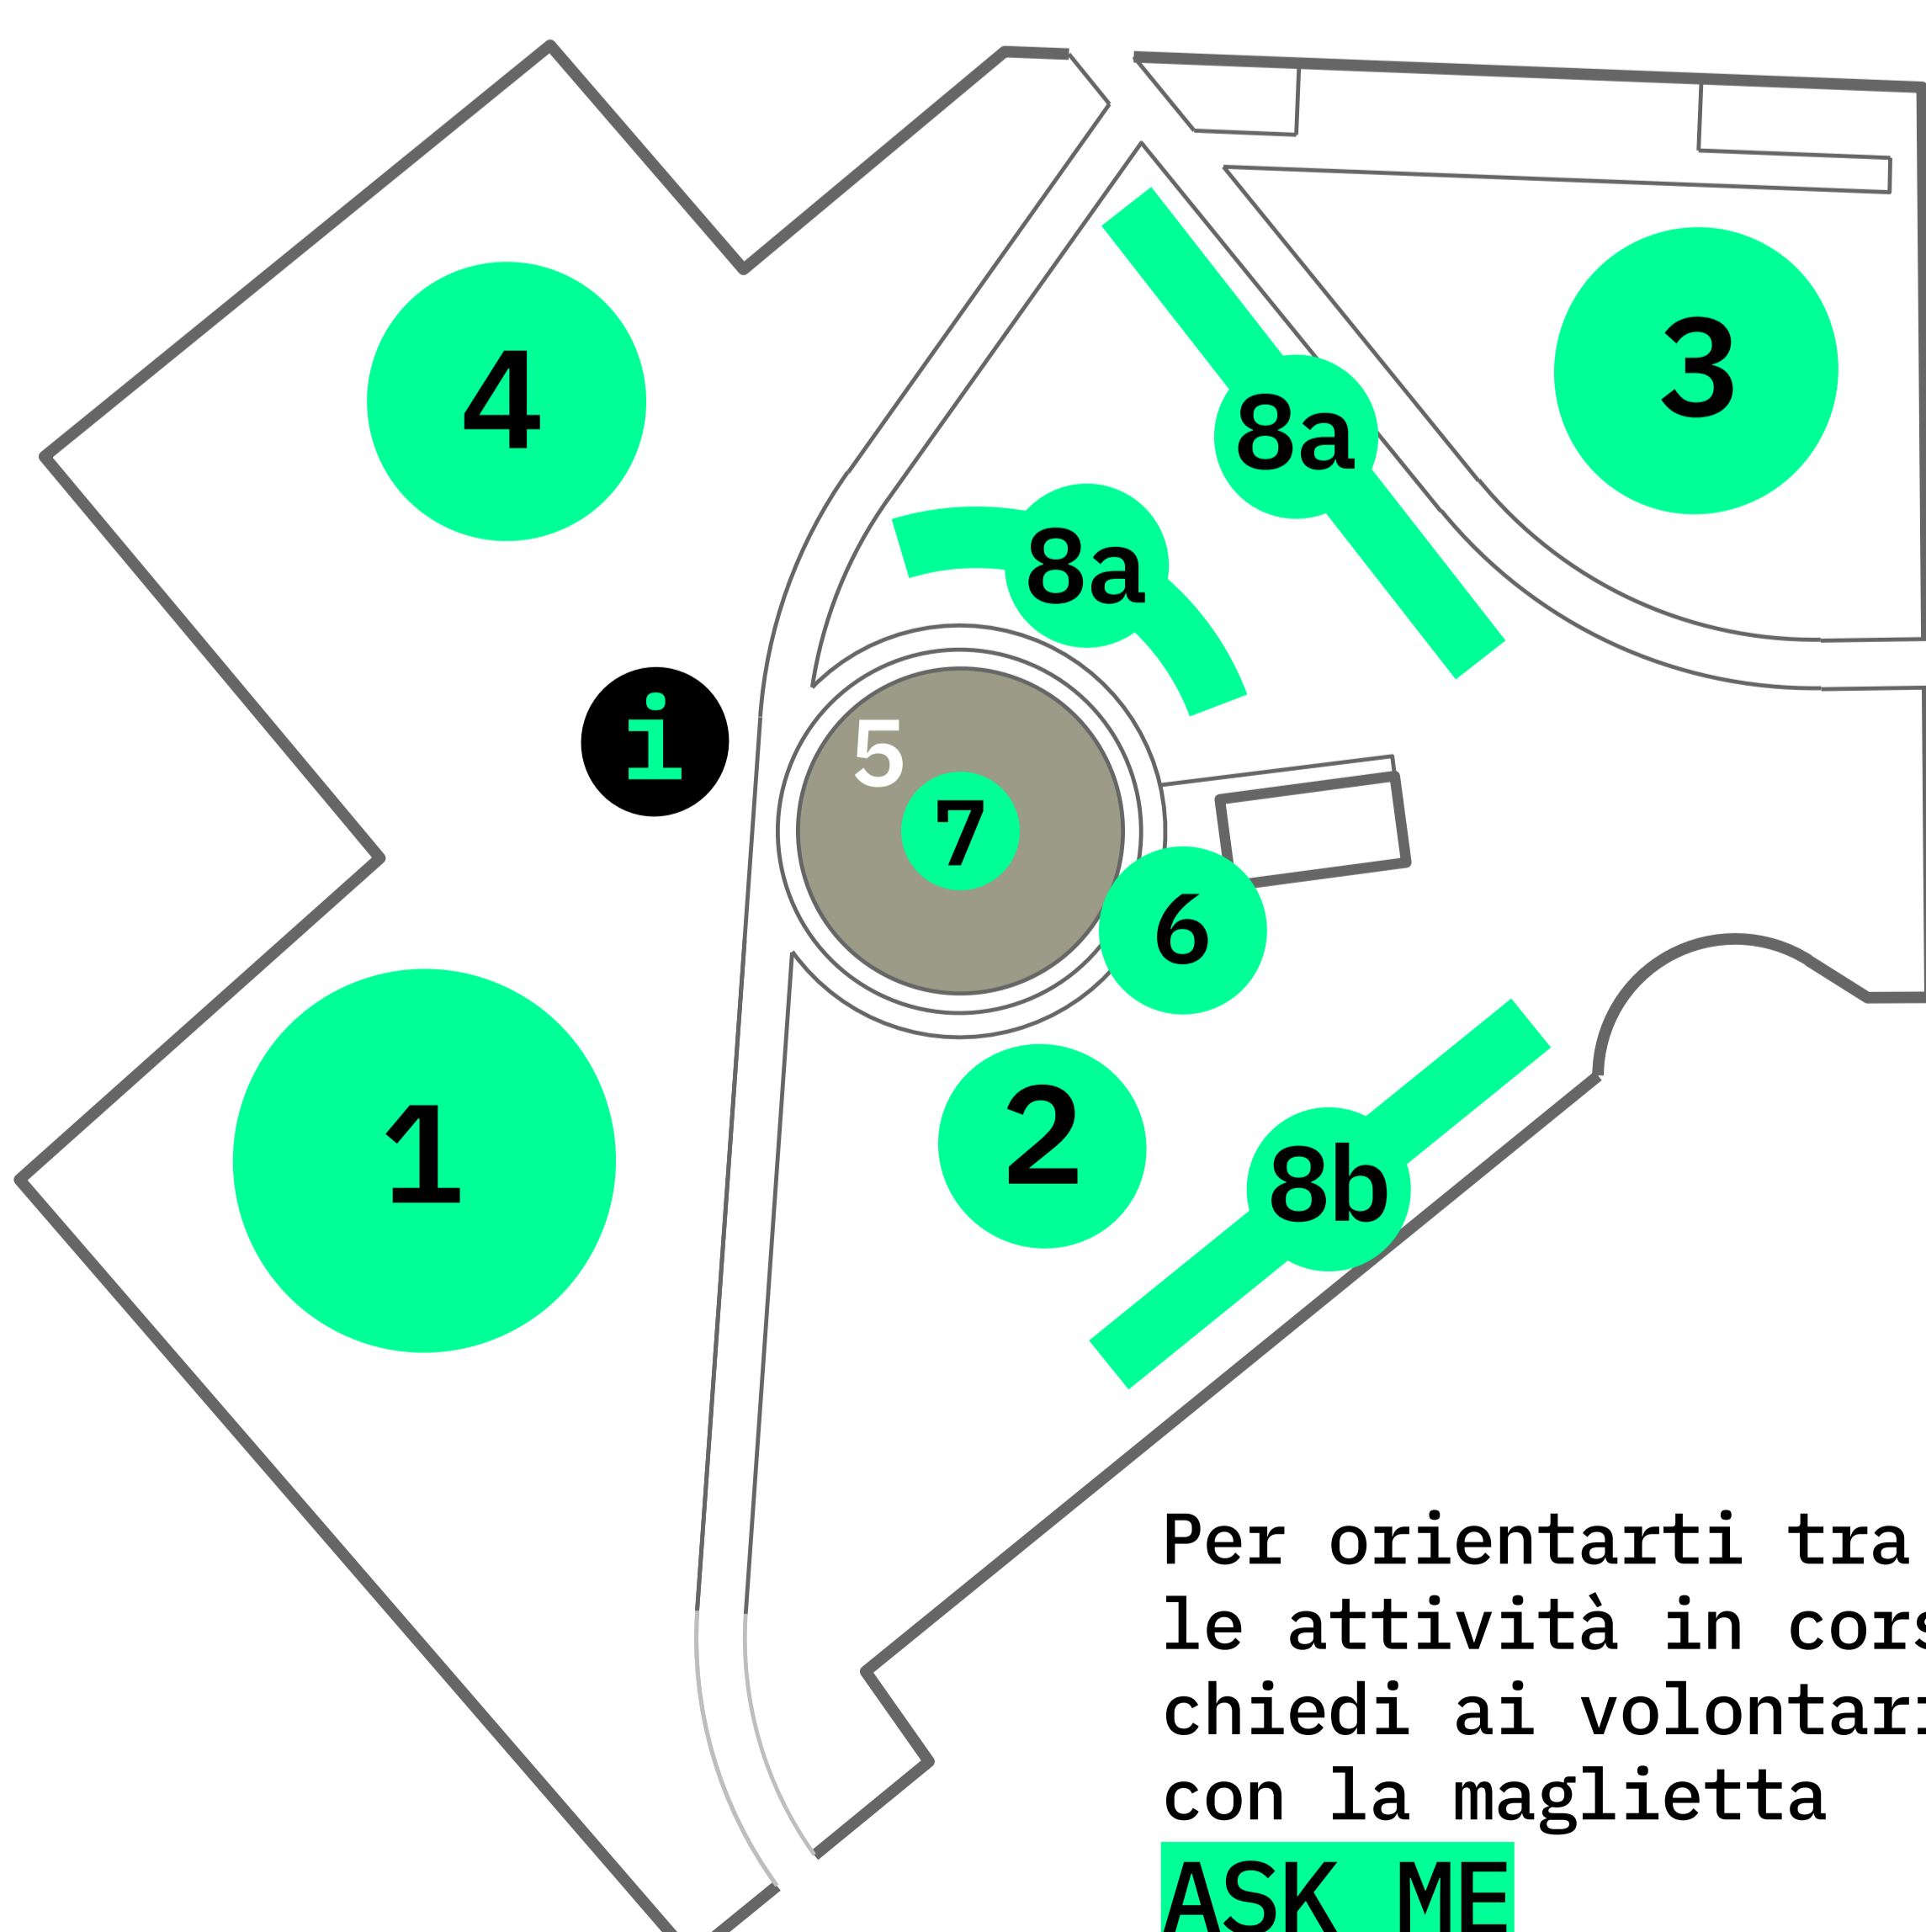 4
3
8a
8a
i
5
7
6
1
2
8b
Per orientarti tra
le attività in cors
chiedi ai volontari
con la maglietta
ASK ME